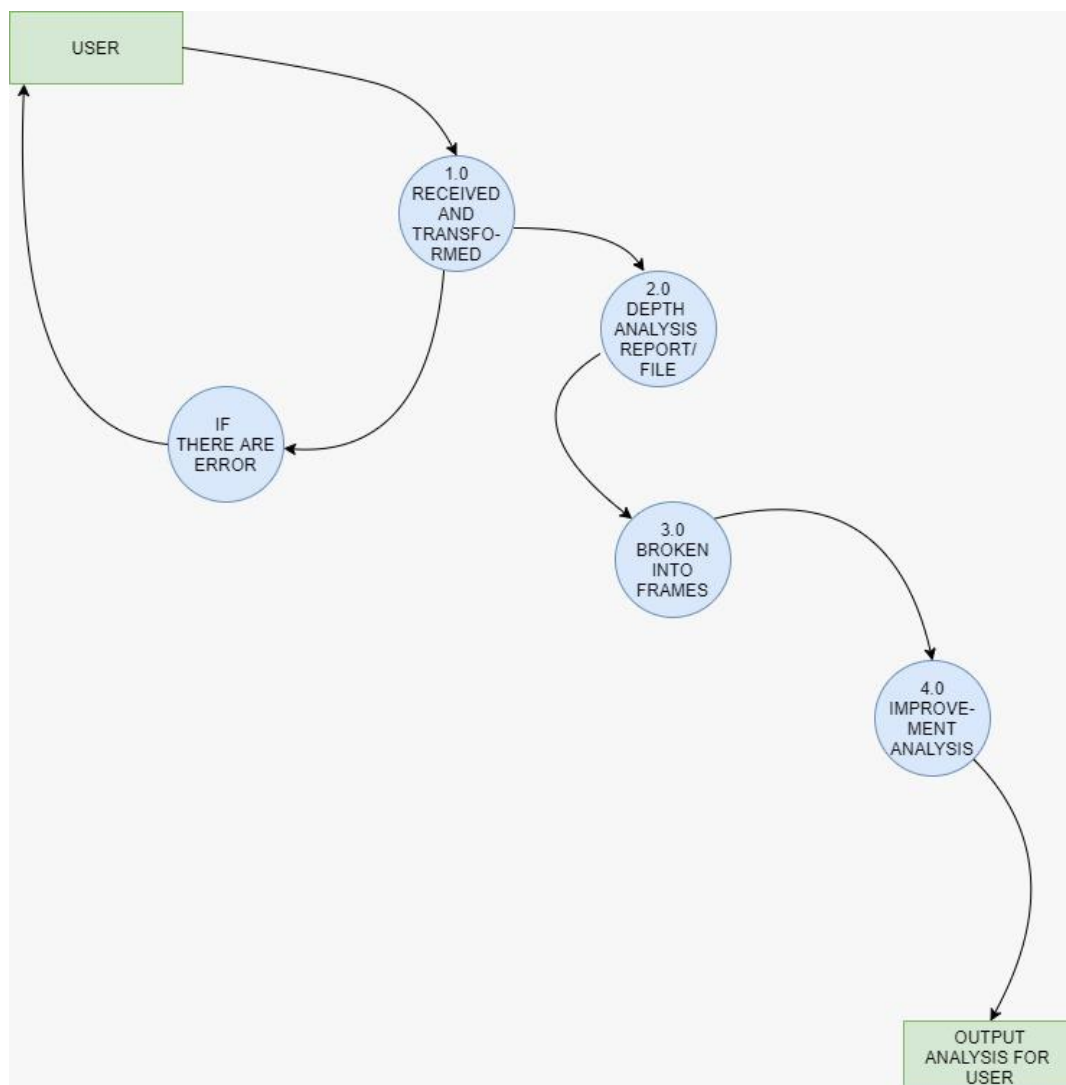 USER
1.0
RECEIVED
AND
TRANSFO-
RMED
2.0
DEPTH
ANALYSIS
REPORT/
FILE
IF
THERE ARE
ERROR
3.0
BROKEN
INTO
FRAMES
4.0
IMPROVE-
MENT
ANALYSIS
OUTPUT
ANALYSIS FOR
USER